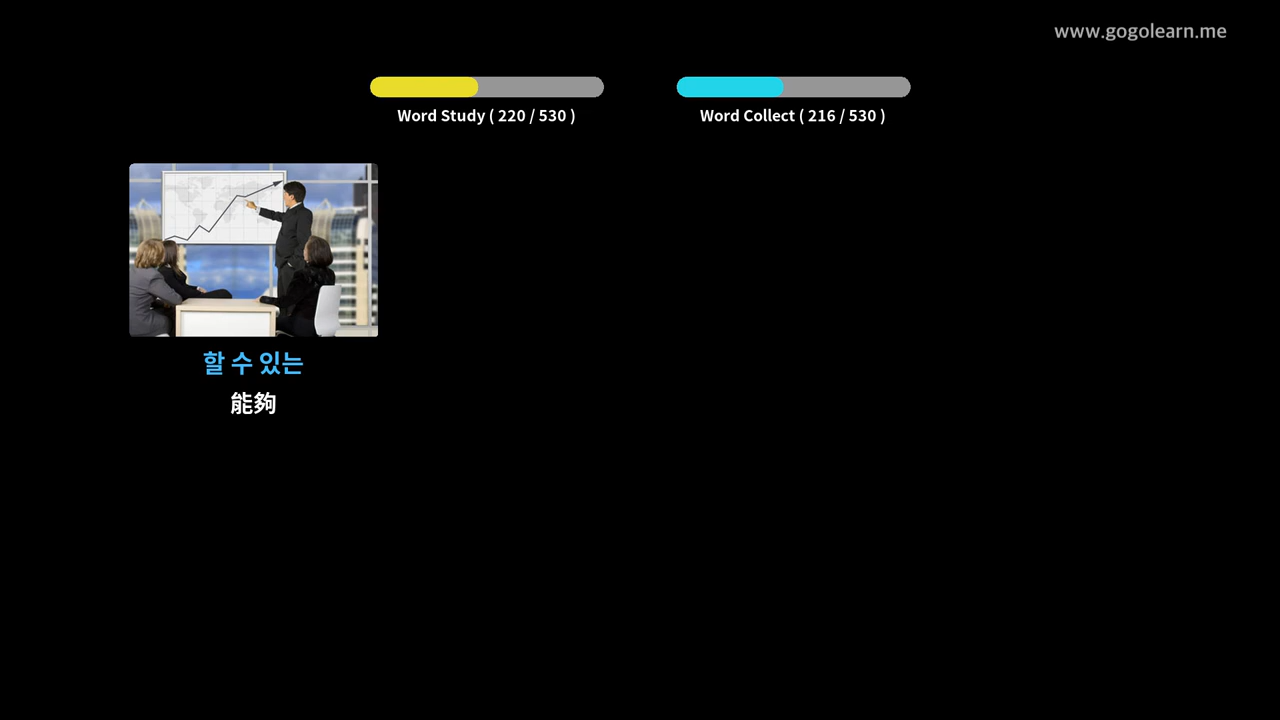 www.gogolearn.me
Word Study ( 220 / 530 )
Word Collect ( 216 / 530 )
할 수 있는
能夠